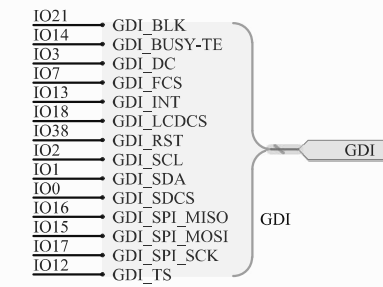 IO21 GDI_BLK
IO14 GDI_BUSY-TE
IO3 GDI_DC
IO7 GDI_FCS
IO13 GDI_INT
IO18 GDI_LCDCS
IO38 GDI_RST
IO2 GDI_SCL
IO1 GDI_SDA
IO0 GDI_SDCS
IO16 GDI_SPI_MISO
IO15 GDI_SPI_MOSI
IO17 GDI_SPI_SCK
IO12 GDI_TS
GDI
GDI